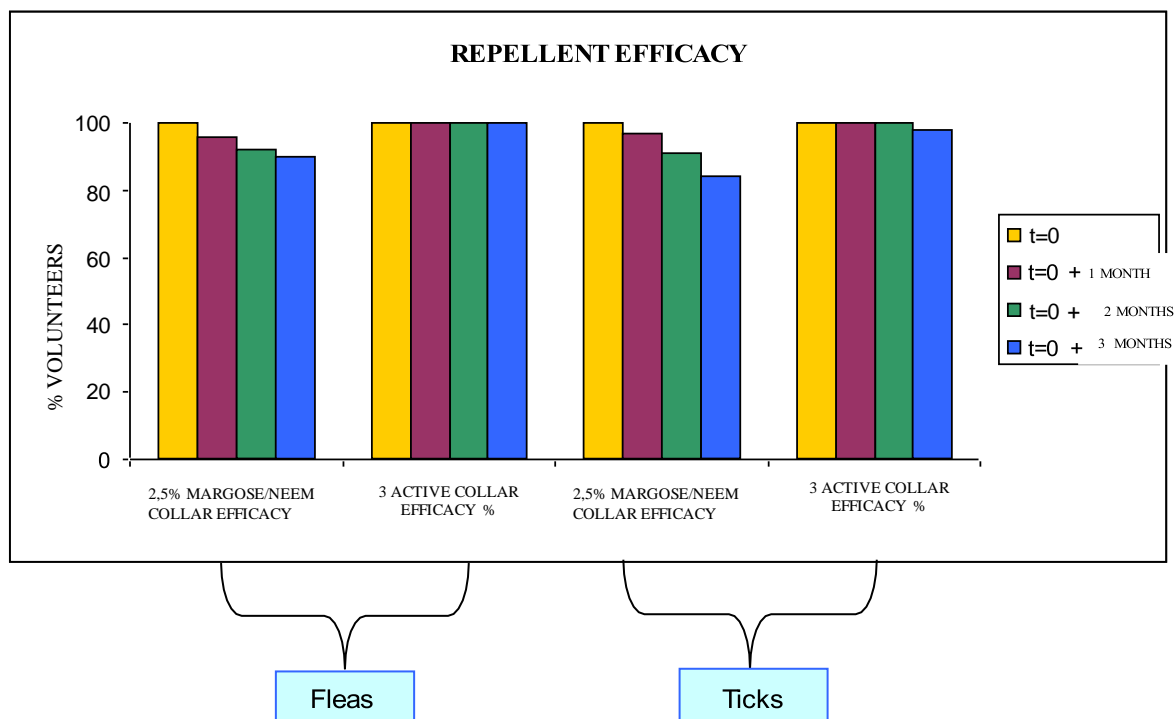 REPELLENT EFFICACY
% VOLUNTEERS
100
80
60
40
20
0
2,5% MARGOSE/NEEM
COLLAR EFFICACY
3 ACTIVE COLLAR
EFFICACY %
2,5% MARGOSE/NEEM
COLLAR EFFICACY
3 ACTIVE COLLAR
EFFICACY %
t=0
t=0 + 1 MONTH
t=0 + 2 MONTHS
t=0 + 3 MONTHS
Fleas
Ticks